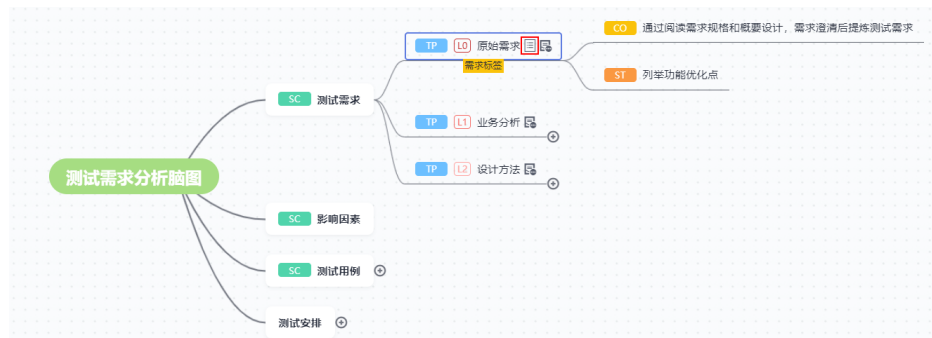 CO 通过阅读需求规格和概要设计，需求澄清后提炼测试需求
TP L0 原始需求
需求标签
ST 列举功能优化点
SC 测试需求
TP L1 业务分析
TP L2 设计方法
测试需求分析脑图
SC 影响因素
SC 测试用例
测试安排